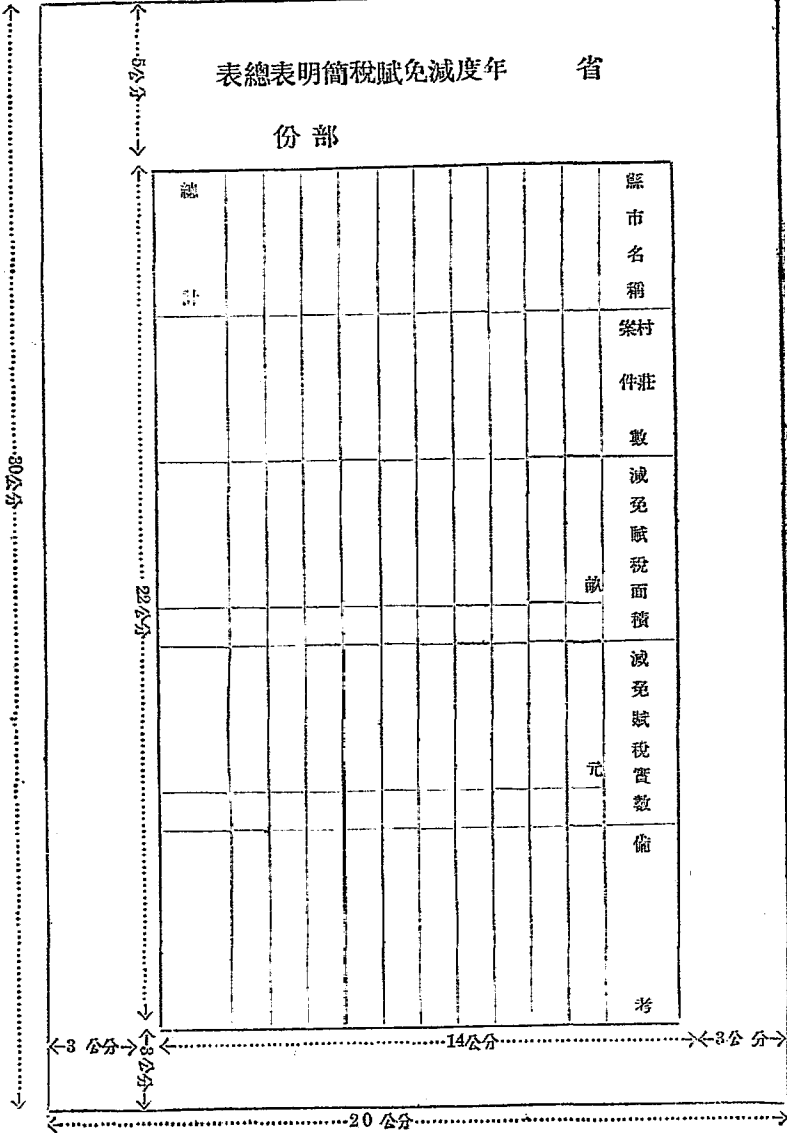 省　　年度減免賦稅簡明表總表
部份
縣市名稱
村莊
案件數
減免賦稅面積
畝
減免賦稅實數
元
備考
總計
5公分
30公分
22公分
3公分
3公分
14公分
3公分
20公分